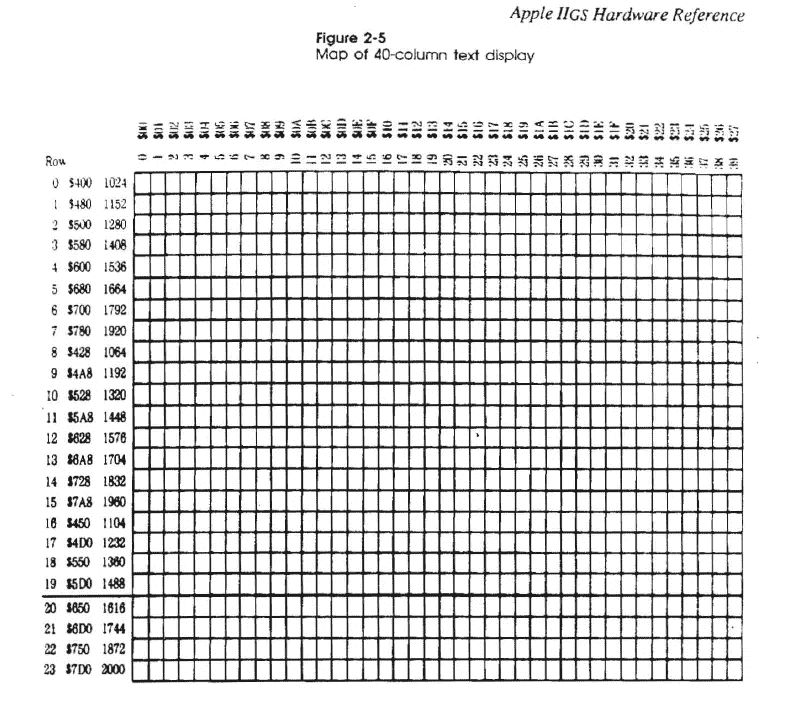 Apple IIGS Hardware Reference
Figure 2-5
Map of 40-column text display
$00 $01 $02 $03 $04 $05 $06 $07 $08 $09 $0A $0B $0C $0D $0E $0F $10 $11 $12 $13 $14 $15 $16 $17 $18 $19 $1A $1B $1C $1D $1E $1F $20 $21 $22 $23 $24 $25 $26 $27
Row 0 1 2 3 4 5 6 7 8 9 10 11 12 13 14 15 16 17 18 19 20 21 22 23 24 25 26 27 28 29 30 31 32 33 34 35 36 37 38 39
0 $400 1024
1 $480 1152
2 $500 1280
3 $580 1408
4 $600 1536
5 $680 1664
6 $700 1792
7 $780 1920
8 $428 1064
9 $4A8 1192
10 $528 1320
11 $5A8 1448
12 $628 1576
13 $6A8 1704
14 $728 1832
15 $7A8 1960
16 $450 1104
17 $4D0 1232
18 $550 1360
19 $5D0 1488
20 $650 1616
21 $6D0 1744
22 $750 1872
23 $7D0 2000